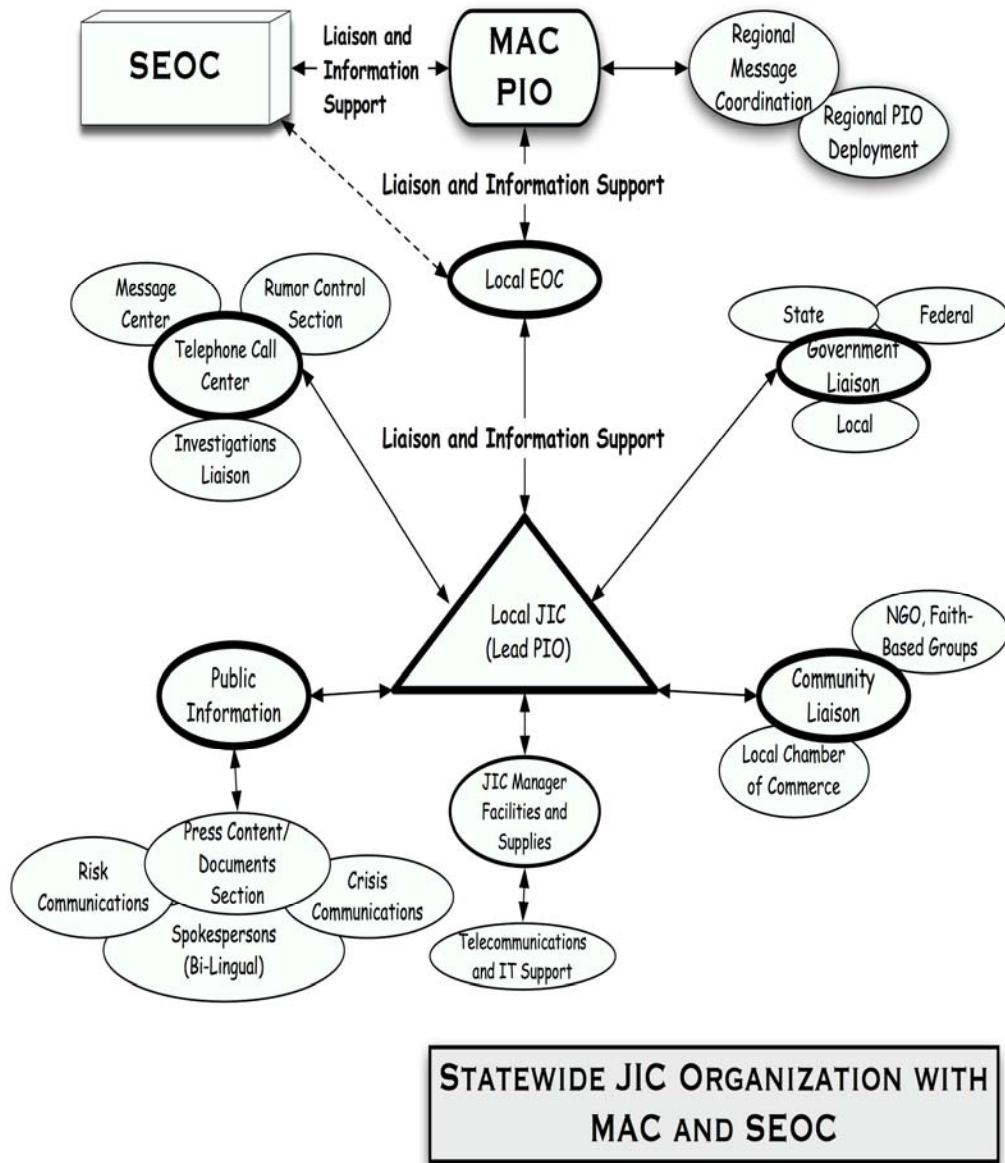 SEOC
Liaison and
Information
Support
MAC
PIO
Regional
Message
Coordination
Regional PIO
Deployment
Liaison and Information Support
Local EOC
Message
Center
Rumor Control
Section
Telephone Call
Center
Investigations
Liaison
State
Federal
Government
Liaison
Local
Liaison and Information Support
Local JIC
(Lead PIO)
NGO, Faith-
Based Groups
Community
Liaison
Local Chamber
of Commerce
Public
Information
JIC Manager
Facilities and
Supplies
Press Content/
Documents
Section
Risk
Communications
Crisis
Communications
Spokespersons
(Bi-Lingual)
Telecommunications
and IT Support
STATEWIDE JIC ORGANIZATION WITH
MAC AND SEOC